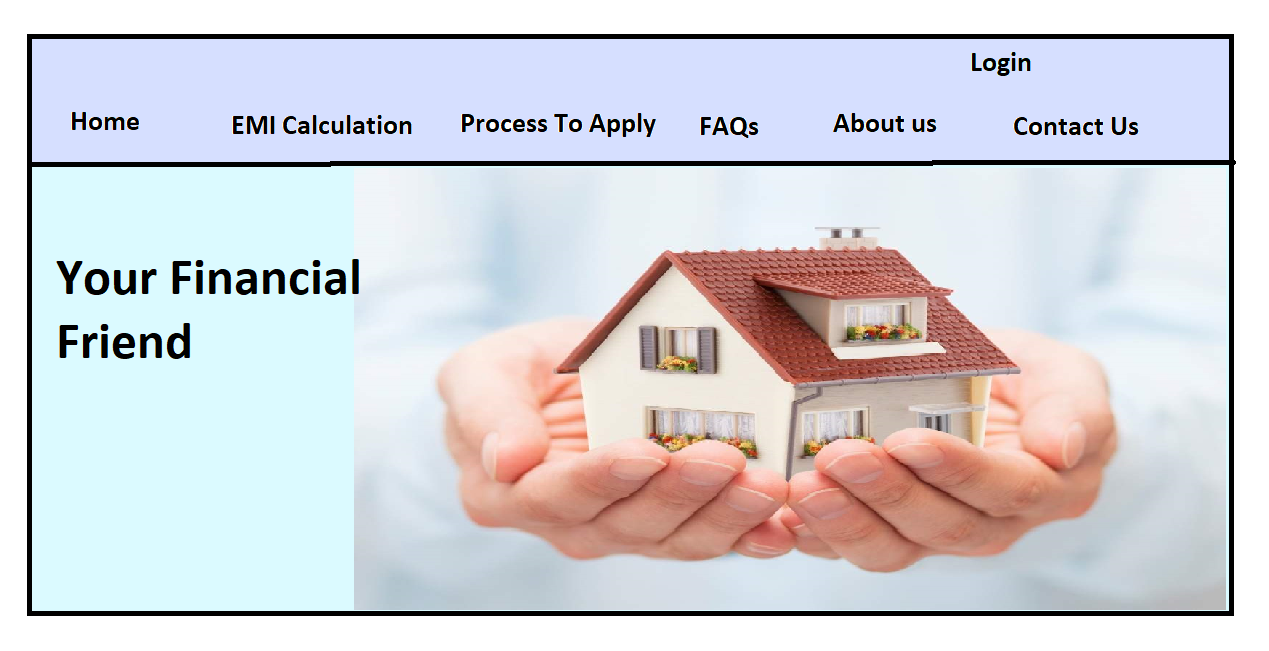 Login
Home EMI Calculation Process To Apply FAQs About us Contact Us
Your Financial
Friend